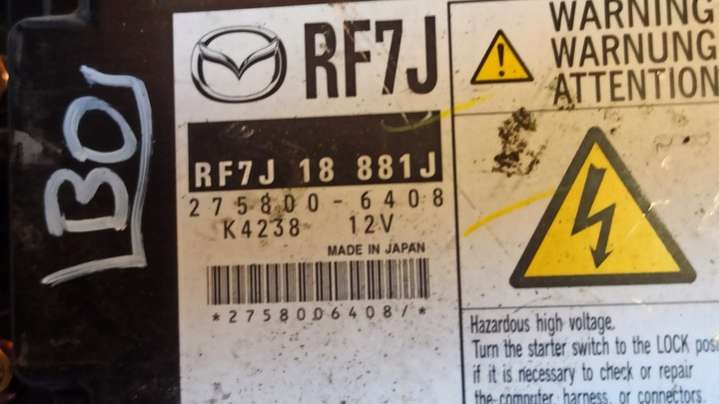 BO
RF7J
RF7J 18 881J
275800-6408
K4238 12V
MADE IN JAPAN
*2758006408/*
WARNING
WARNUNG
ATTENTION
Hazardous high voltage.
Turn the starter switch to the LOCK pos
if it is necessary to check or repair
the computer, harness, or connectors.